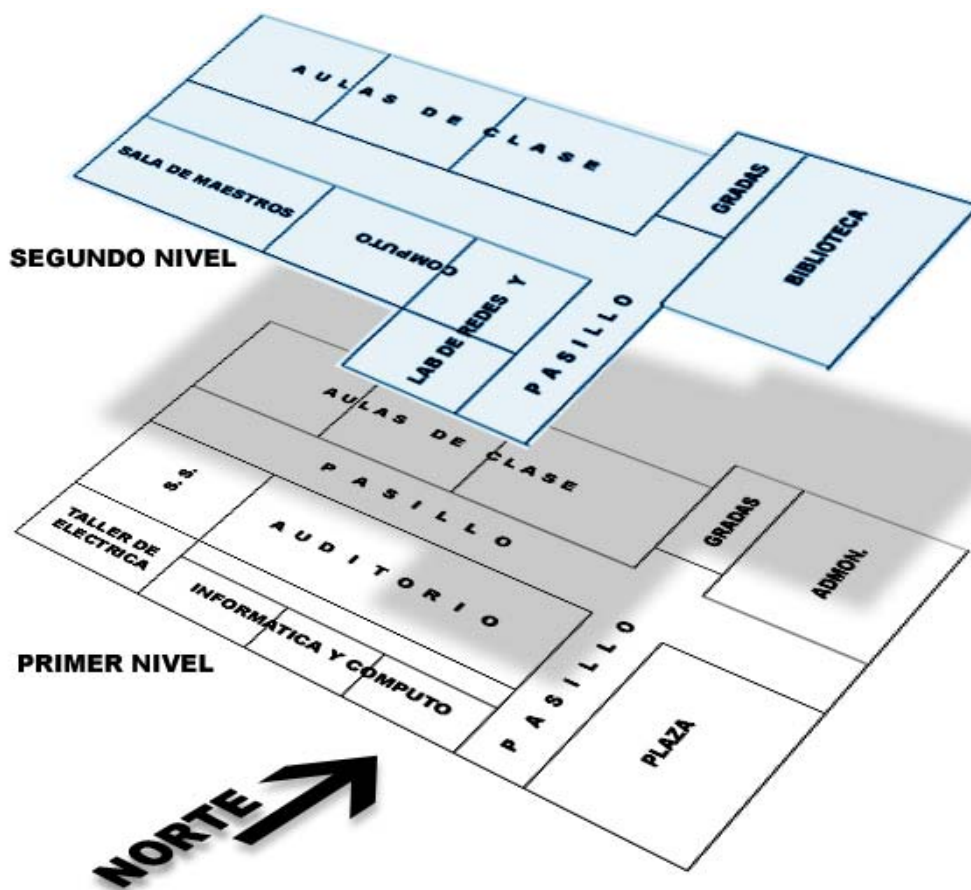 AULAS DE CLASE
GRADAS
SALA DE MAESTROS
BIBLIOTECA
COMPUTO
SEGUNDO NIVEL
LAB DE REDES Y
PASILLO
AULAS DE CLASE
S.S.
PASILLO
GRADAS
TALLER DE
ELECTRICA
AUDITORIO
ADMON.
INFORMATICA Y COMPUTO
PASILLO
PRIMER NIVEL
PLAZA
NORTE